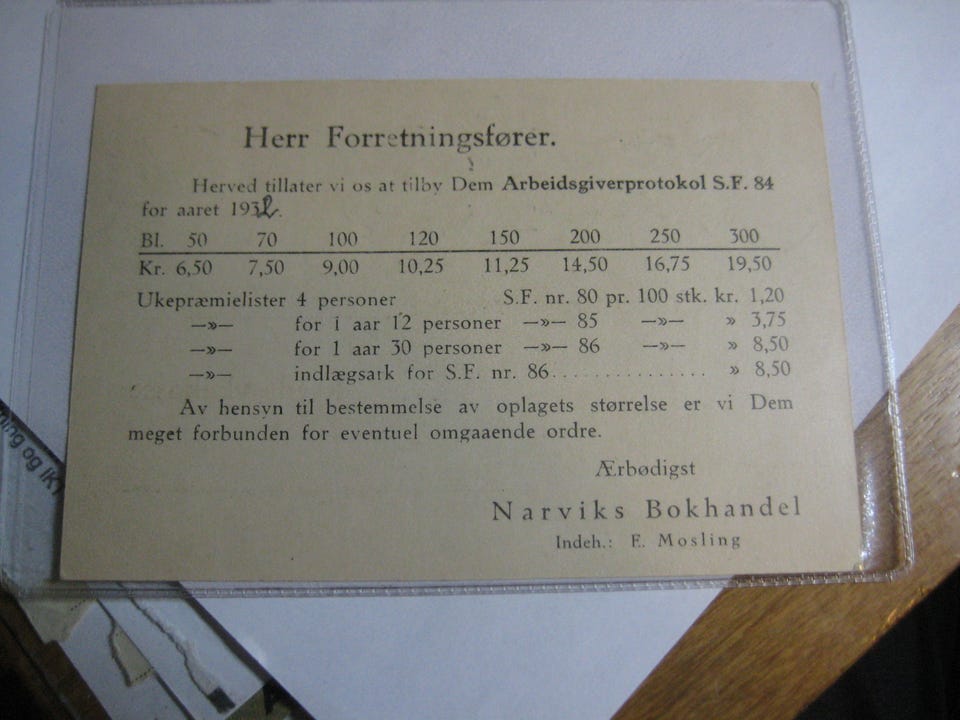 Herr Forretningsfører.
Herved tillater vi os at tilby Dem Arbeidsgiverprotokol S.F. 84
for aaret 1932.
Bl. 50 70 100 120 150 200 250 300
Kr. 6,50 7,50 9,00 10,25 11,25 14,50 16,75 19,50
Ukepræmielister 4 personer S.F. nr. 80 pr. 100 stk. kr. 1,20
—»— for 1 aar 12 personer —»— 85 —»— » 3,75
—»— for 1 aar 30 personer —»— 86 —»— » 8,50
—»— indlægsark for S.F. nr. 86.............. » 8,50
Av hensyn til bestemmelse av oplagets størrelse er vi Dem
meget forbunden for eventuel omgaaende ordre.
Ærbødigst
Narviks Bokhandel
Indeh.: E. Mosling
og IKT